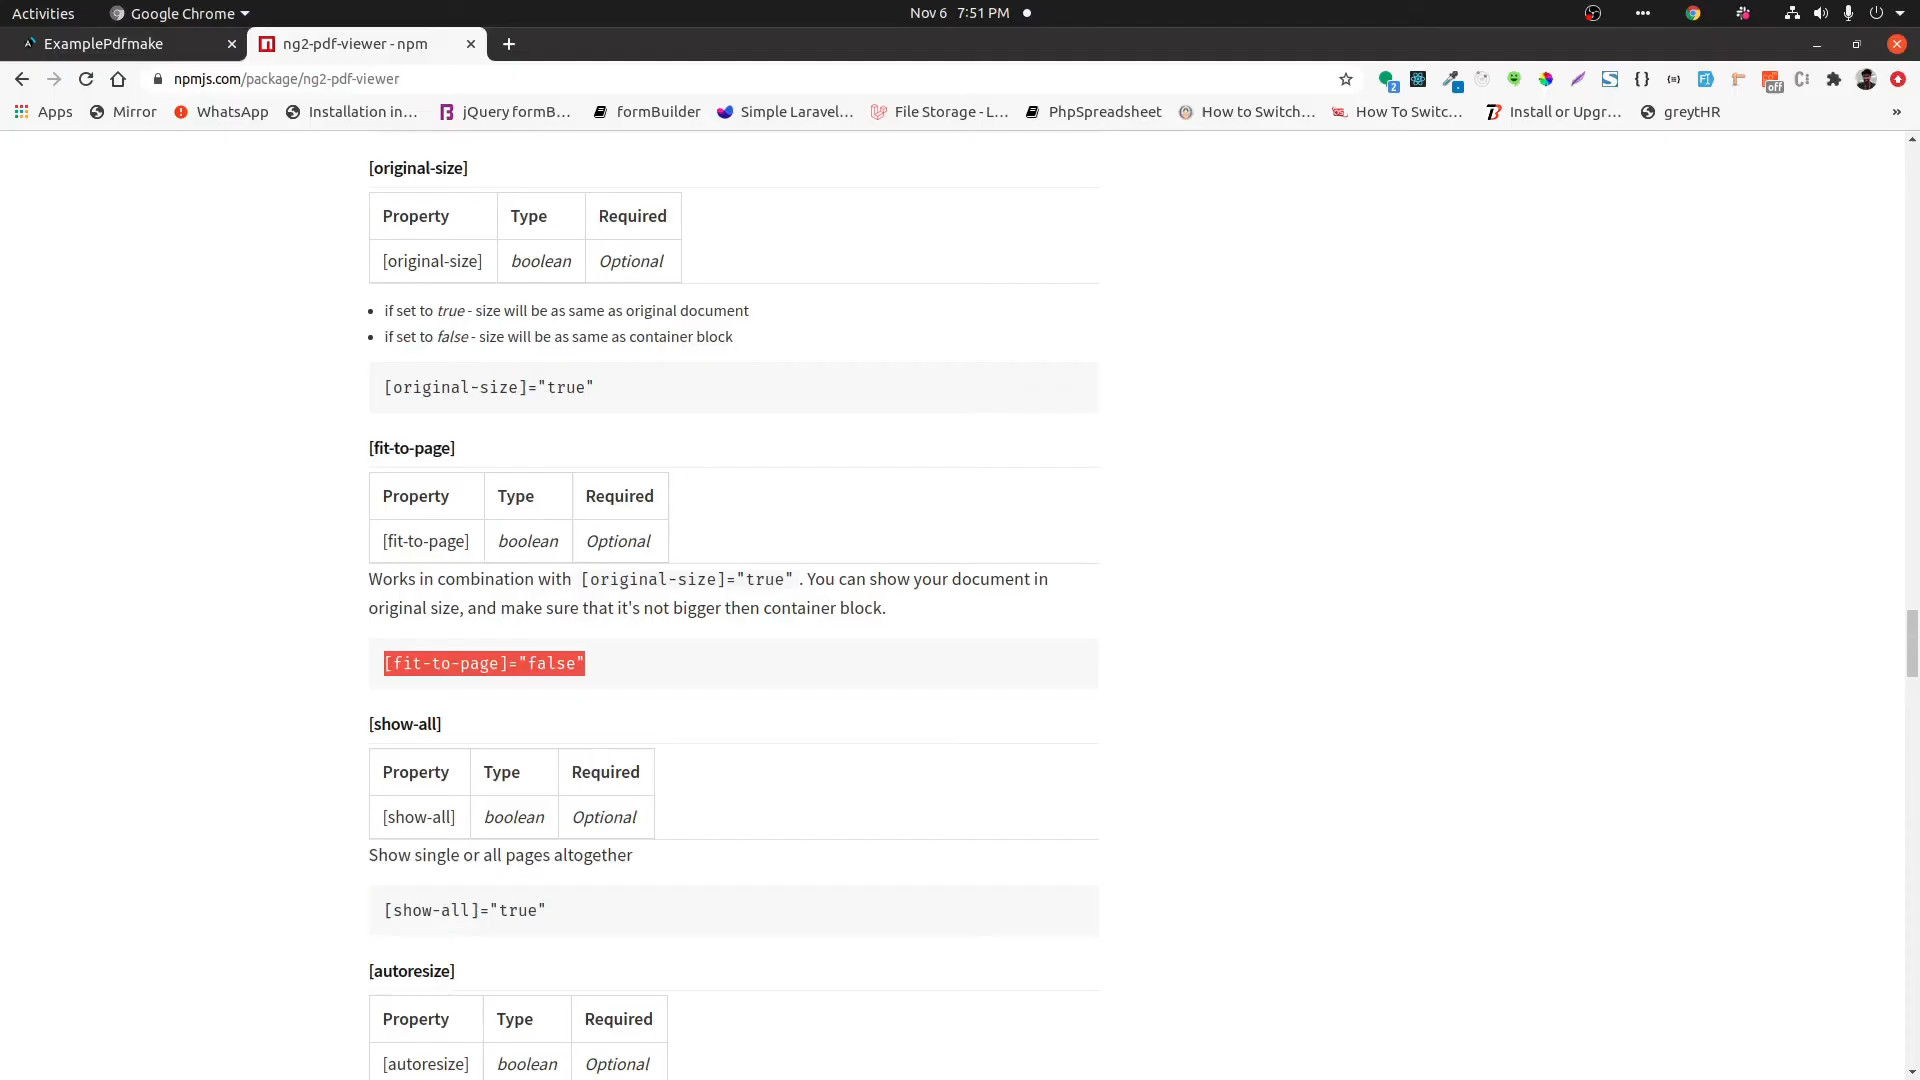 Activities Google Chrome Nov 6 7:51 PM
ExamplePdfmake ng2-pdf-viewer - npm
npmjs.com/package/ng2-pdf-viewer 2 off
Apps Mirror WhatsApp Installation in… jQuery formB… formBuilder Simple Laravel… File Storage - L… PhpSpreadsheet How to Switch… How To Switc… Install or Upgr… greytHR »
[original-size]
Property Type Required
[original-size] boolean Optional
• if set to true - size will be as same as original document
• if set to false - size will be as same as container block
[original-size]="true"
[fit-to-page]
Property Type Required
[fit-to-page] boolean Optional
Works in combination with [original-size]="true" . You can show your document in
original size, and make sure that it's not bigger then container block.
[fit-to-page]="false"
[show-all]
Property Type Required
[show-all] boolean Optional
Show single or all pages altogether
[show-all]="true"
[autoresize]
Property Type Required
[autoresize] boolean Optional